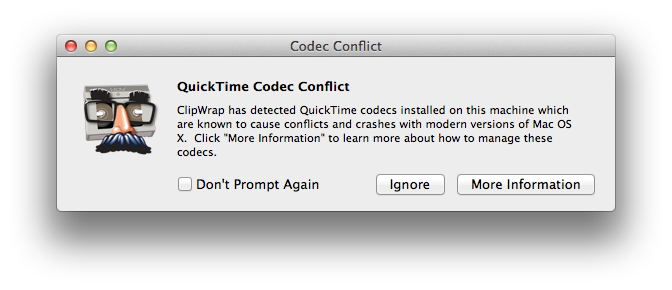 Codec Conflict
QuickTime Codec Conflict
ClipWrap has detected QuickTime codecs installed on this machine which
are known to cause conflicts and crashes with modern versions of Mac OS
X.  Click "More Information" to learn more about how to manage these
codecs.
Don't Prompt Again
Ignore
More Information